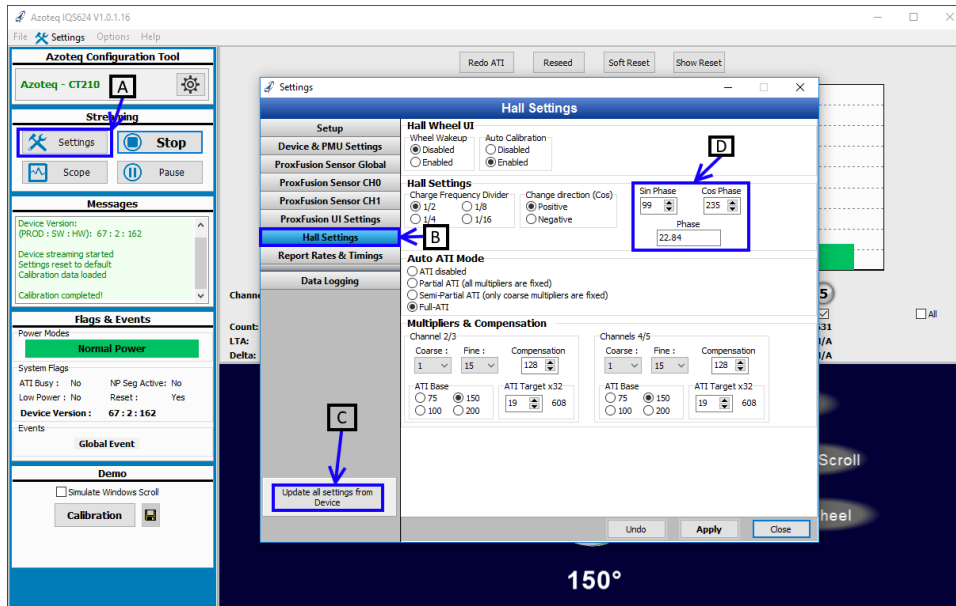 Azoteq IQS624 V1.0.1.16
File Settings Options Help
Azoteq Configuration Tool
Azoteq - CT210
A
Streaming
Settings
Stop
Scope
Pause
Messages
Device Version:
(PROD : SW : HW): 67 : 2 : 162
Device streaming started
Settings reset to default
Calibration data loaded
Calibration completed!
Flags & Events
Power Modes
Normal Power
System Flags
ATI Busy : No NP Seg Active: No
Low Power : No Reset : Yes
Device Version : 67 : 2 : 162
Events
Global Event
Demo
Simulate Windows Scroll
Calibration
Redo ATI Reseed Soft Reset Show Reset
Settings
Hall Settings
Setup
Device & PMU Settings
ProxFusion Sensor Global
ProxFusion Sensor CH0
ProxFusion Sensor CH1
ProxFusion UI Settings
Hall Settings
B
Report Rates & Timings
Data Logging
C
Update all settings from
Device
Hall Wheel UI
Wheel Wakeup Auto Calibration
Disabled Disabled
Enabled Enabled
D
Hall Settings
Charge Frequency Divider Change direction (Cos)
1/2 1/8 Positive
1/4 1/16 Negative
Sin Phase Cos Phase
99 235
Phase
22.84
Auto ATI Mode
ATI disabled
Partial ATI (all multipliers are fixed)
Semi-Partial ATI (only coarse multipliers are fixed)
Full-ATI
Multipliers & Compensation
Channel 2/3 Channels 4/5
Coarse : Fine : Compensation Coarse : Fine : Compensation
1 15 128 1 15 128
ATI Base ATI Target x32 ATI Base ATI Target x32
75 150 19 608 75 150 19 608
100 200 100 200
Undo Apply Close
5
All
Count:
LTA:
Delta:
Scroll
150°